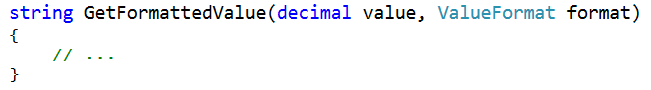 string GetFormattedValue(decimal value, ValueFormat format)
{
    // ...
}